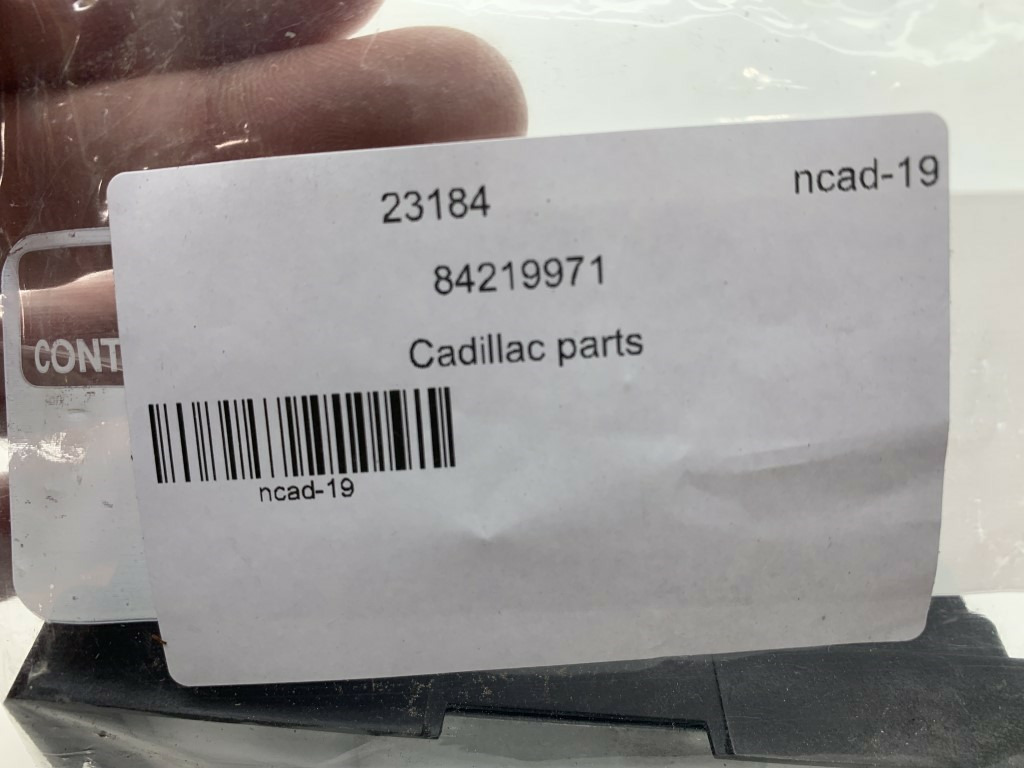 23184
ncad-19
84219971
Cadillac parts
CONT
ncad-19